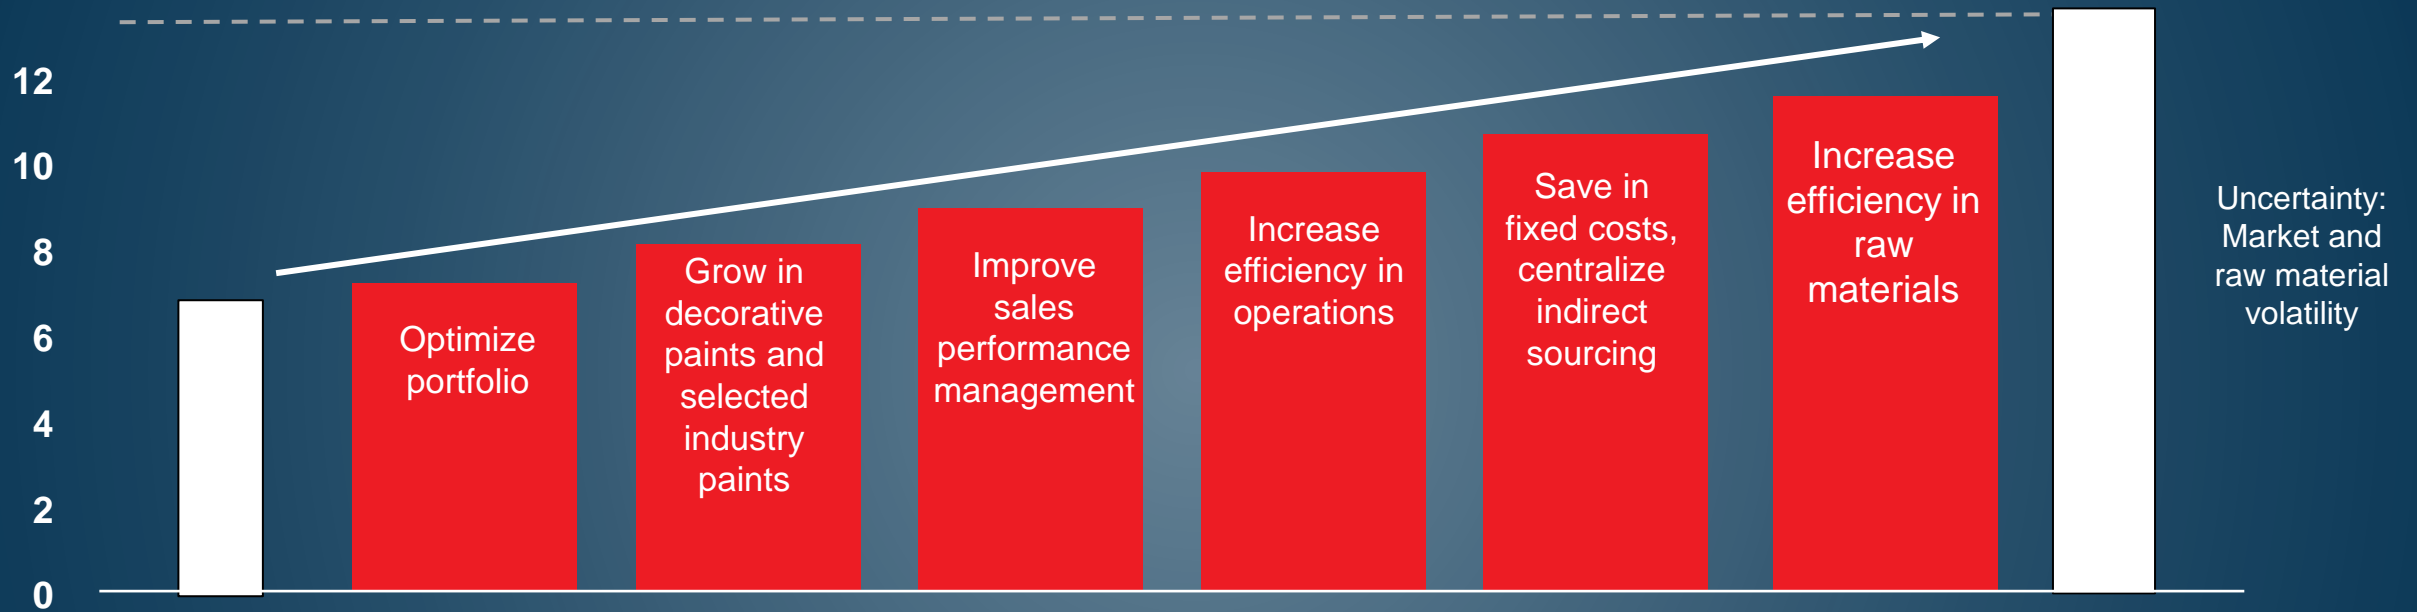 12
10
8
6
4
2
0
Optimize
portfolio
Grow in
decorative
paints and
selected
industry
paints
Improve
sales
performance
management
Increase
efficiency in
operations
Save in
fixed costs,
centralize
indirect
sourcing
Increase
efficiency in
raw
materials
Uncertainty:
Market and
raw material
volatility